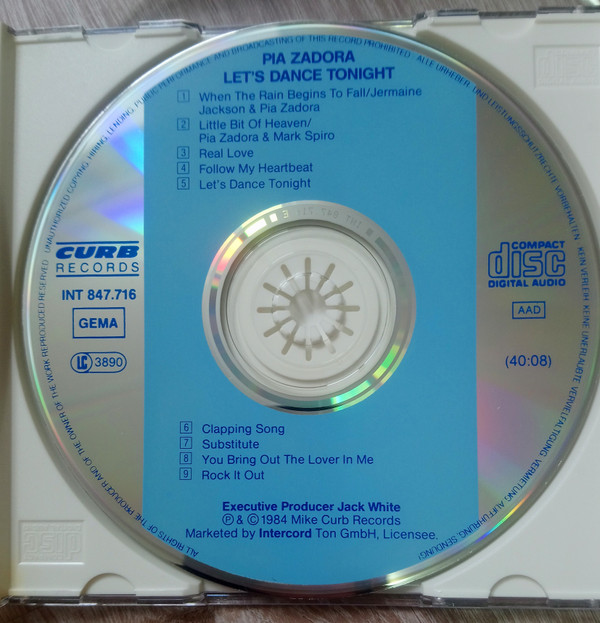 PIA ZADORA
LET'S DANCE TONIGHT
1 When The Rain Begins To Fall/Jermaine
Jackson & Pia Zadora
2 Little Bit Of Heaven/
Pia Zadora & Mark Spiro
3 Real Love
4 Follow My Heartbeat
5 Let's Dance Tonight
CURB
RECORDS
INT 847.716
GEMA
LC 3890
COMPACT
disc
DIGITAL AUDIO
AAD
(40:08)
6 Clapping Song
7 Substitute
8 You Bring Out The Lover In Me
9 Rock It Out
Executive Producer Jack White
Ⓟ & © 1984 Mike Curb Records
Marketed by Intercord Ton GmbH, Licensee.
ALL RIGHTS OF THE PRODUCER AND OF THE OWNER OF THE WORK REPRODUCED RESERVED · UNAUTHORIZED COPYING, HIRING, LENDING, PUBLIC PERFORMANCE AND BROADCASTING OF THIS RECORD PROHIBITED · ALLE URHEBER- UND LEISTUNGSSCHUTZRECHTE VORBEHALTEN · KEIN VERLEIH · KEINE UNERLAUBTE VERVIELFÄLTIGUNG, VERMIETUNG, AUFFÜHRUNG, SENDUNG!
disc